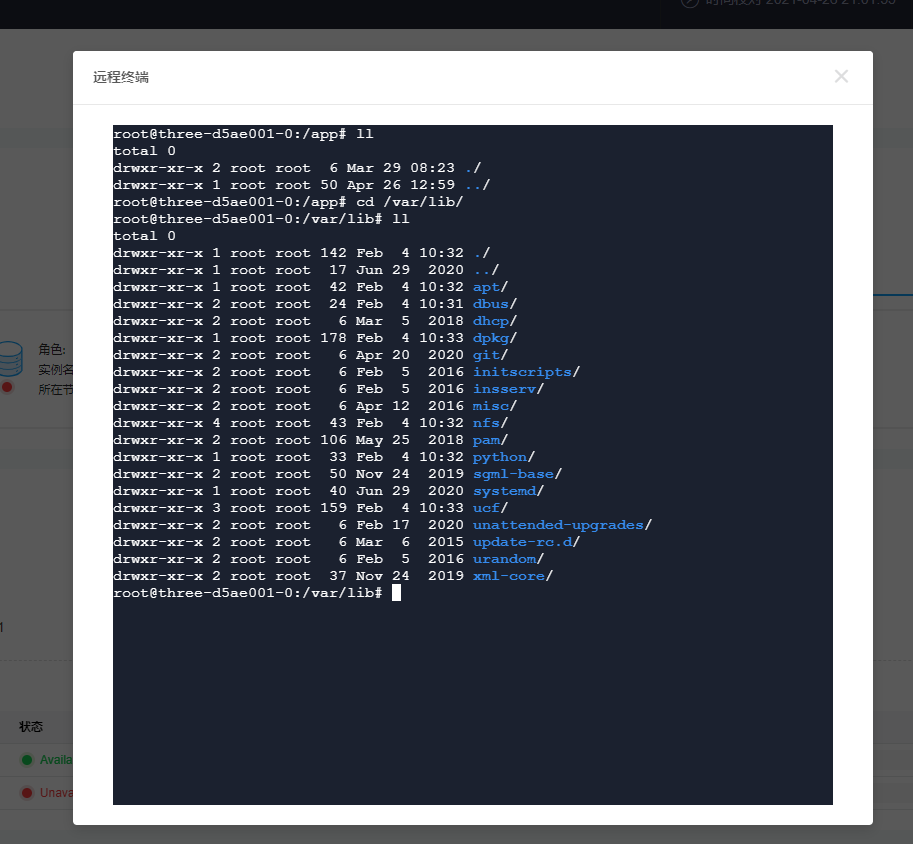 时间校对 2021-04-26 21:01:55
远程终端
root@three-d5ae001-0:/app# ll
total 0
drwxr-xr-x 2 root root  6 Mar 29 08:23 ./
drwxr-xr-x 1 root root 50 Apr 26 12:59 ../
root@three-d5ae001-0:/app# cd /var/lib/
root@three-d5ae001-0:/var/lib# ll
total 0
drwxr-xr-x 1 root root 142 Feb  4 10:32 ./
drwxr-xr-x 1 root root  17 Jun 29  2020 ../
drwxr-xr-x 1 root root  42 Feb  4 10:32 apt/
drwxr-xr-x 2 root root  24 Feb  4 10:31 dbus/
drwxr-xr-x 2 root root   6 Mar  5  2018 dhcp/
drwxr-xr-x 1 root root 178 Feb  4 10:33 dpkg/
drwxr-xr-x 2 root root   6 Apr 20  2020 git/
drwxr-xr-x 2 root root   6 Feb  5  2016 initscripts/
drwxr-xr-x 2 root root   6 Feb  5  2016 insserv/
drwxr-xr-x 2 root root   6 Apr 12  2016 misc/
drwxr-xr-x 4 root root  43 Feb  4 10:32 nfs/
drwxr-xr-x 2 root root 106 May 25  2018 pam/
drwxr-xr-x 1 root root  33 Feb  4 10:32 python/
drwxr-xr-x 2 root root  50 Nov 24  2019 sgml-base/
drwxr-xr-x 1 root root  40 Jun 29  2020 systemd/
drwxr-xr-x 3 root root 159 Feb  4 10:33 ucf/
drwxr-xr-x 2 root root   6 Feb 17  2020 unattended-upgrades/
drwxr-xr-x 2 root root   6 Mar  6  2015 update-rc.d/
drwxr-xr-x 2 root root   6 Feb  5  2016 urandom/
drwxr-xr-x 2 root root  37 Nov 24  2019 xml-core/
root@three-d5ae001-0:/var/lib#
角色:
实例名
所在节
1
状态
Availa
Unava